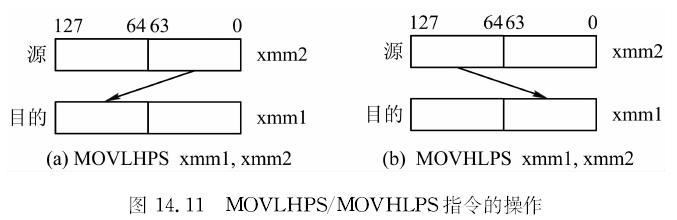 127 64 63 0 127 64 63 0
源 xmm2 源 xmm2
目的 xmm1 目的 xmm1
(a) MOVLHPS xmm1, xmm2 (b) MOVHLPS xmm1, xmm2
图 14.11 MOVLHPS/MOVHLPS指令的操作